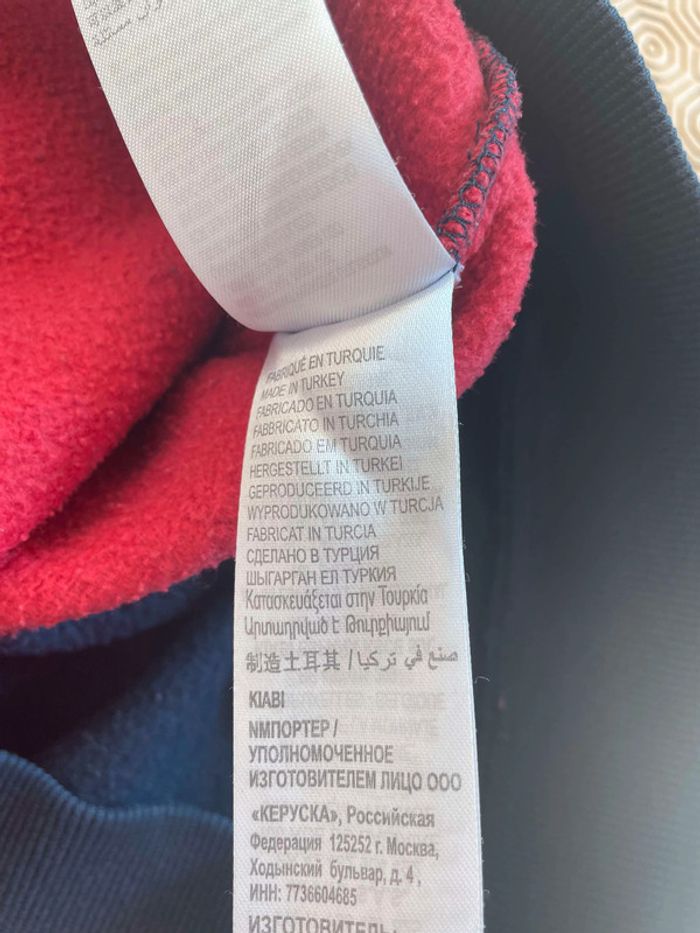 FABRIQUÉ EN TURQUIE
MADE IN TURKEY
FABRICADO EN TURQUIA
FABBRICATO IN TURCHIA
FABRICADO EM TURQUIA
HERGESTELLT IN TURKEI
GEPRODUCEERD IN TURKIJE
WYPRODUKOWANO W TURCJA
FABRICAT IN TURCIA
СДЕЛАНО В ТУРЦИЯ
ШЫГАРГАН ЕЛ ТУРКИЯ
Κατασκευάζεται στην Τουρκία
Արտադրված է Թուրքիայում
制造土耳其 / صنع في تركيا
KIABI
NМПОРТЕР /
УПОЛНОМОЧЕННОЕ
ИЗГОТОВИТЕЛЕМ ЛИЦО ООО
«КЕРУСКА», Российская
Федерация 125252 г. Москва,
Ходынский бульвар, д. 4 ,
ИНН: 7736604685
ИЗГОТОВИТЕЛЬ: